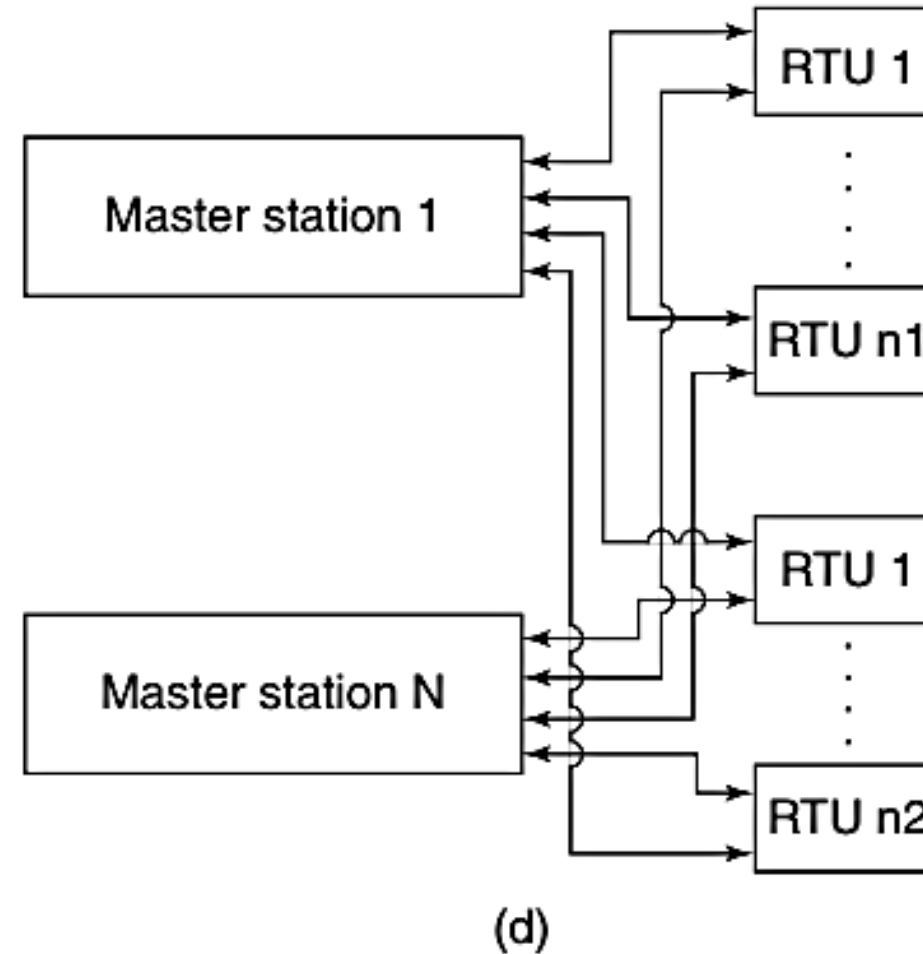 RTU 1
Master station 1
RTU n1
RTU 1
Master station N
RTU n2
(d)